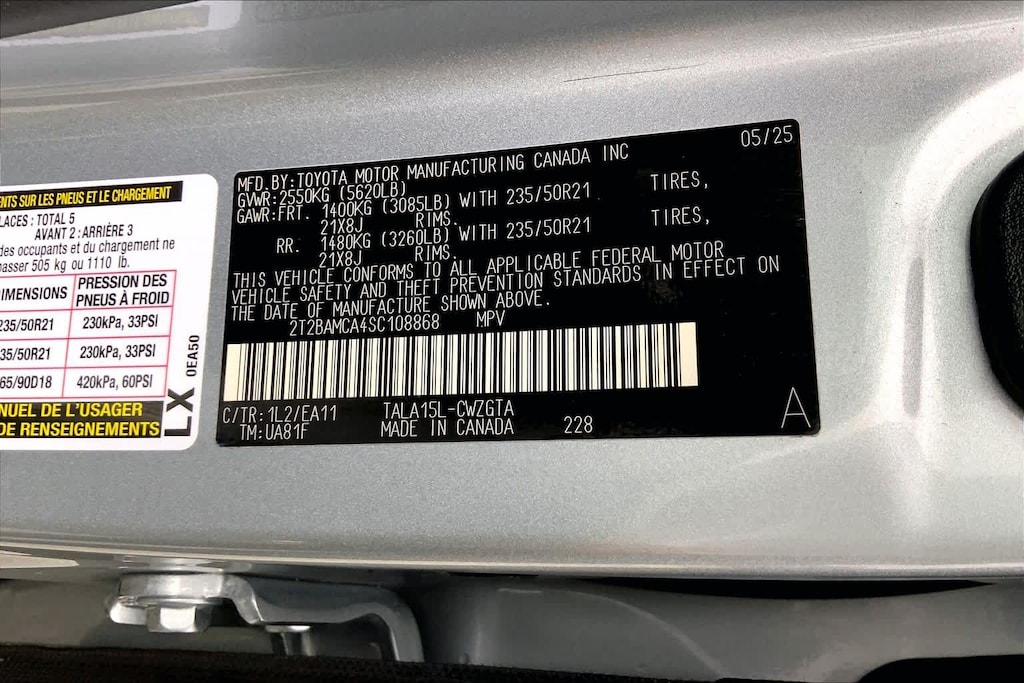 ENTS SUR LES PNEUS ET LE CHARGEMENT
PLACES : TOTAL 5
AVANT 2 : ARRIÈRE 3
des occupants et du chargement ne
passer 505 kg ou 1110 lb.
DIMENSIONS PRESSION DES PNEUS À FROID
235/50R21 230kPa, 33PSI
235/50R21 230kPa, 33PSI
65/90D18 420kPa, 60PSI
NUEL DE L'USAGER
DE RENSEIGNEMENTS
LX 0EA50
05/25
MFD.BY:TOYOTA MOTOR MANUFACTURING CANADA INC
GVWR:2550KG (5620LB)
GAWR:FRT. 1400KG (3085LB) WITH 235/50R21 TIRES,
21X8J RIMS.
RR. 1480KG (3260LB) WITH 235/50R21 TIRES,
21X8J RIMS.
THIS VEHICLE CONFORMS TO ALL APPLICABLE FEDERAL MOTOR
VEHICLE SAFETY AND THEFT PREVENTION STANDARDS IN EFFECT ON
THE DATE OF MANUFACTURE SHOWN ABOVE.
2T2BAMCA4SC108868 MPV
C/TR: 1L2/EA11 TALA15L-CWZGTA
TM:UA81F MADE IN CANADA 228
A